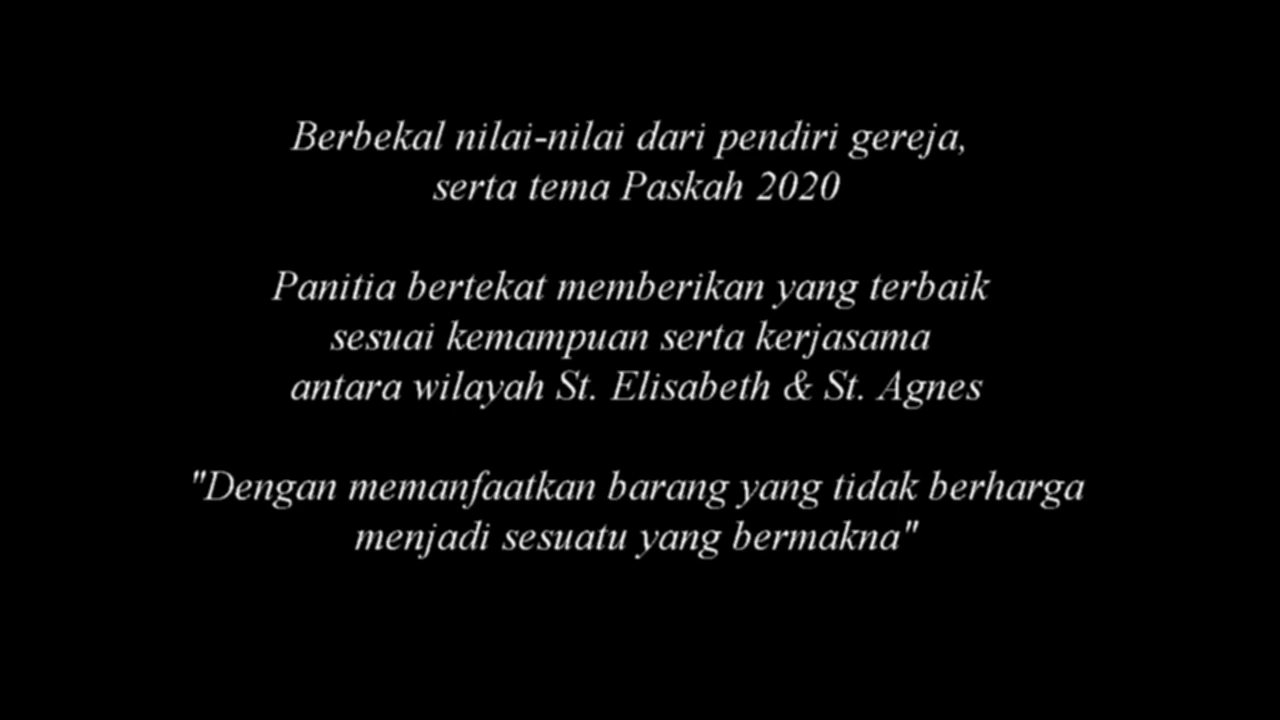 Berbekal nilai-nilai dari pendiri gereja,
serta tema Paskah 2020
Panitia bertekat memberikan yang terbaik
sesuai kemampuan serta kerjasama
antara wilayah St. Elisabeth & St. Agnes
"Dengan memanfaatkan barang yang tidak berharga
menjadi sesuatu yang bermakna"